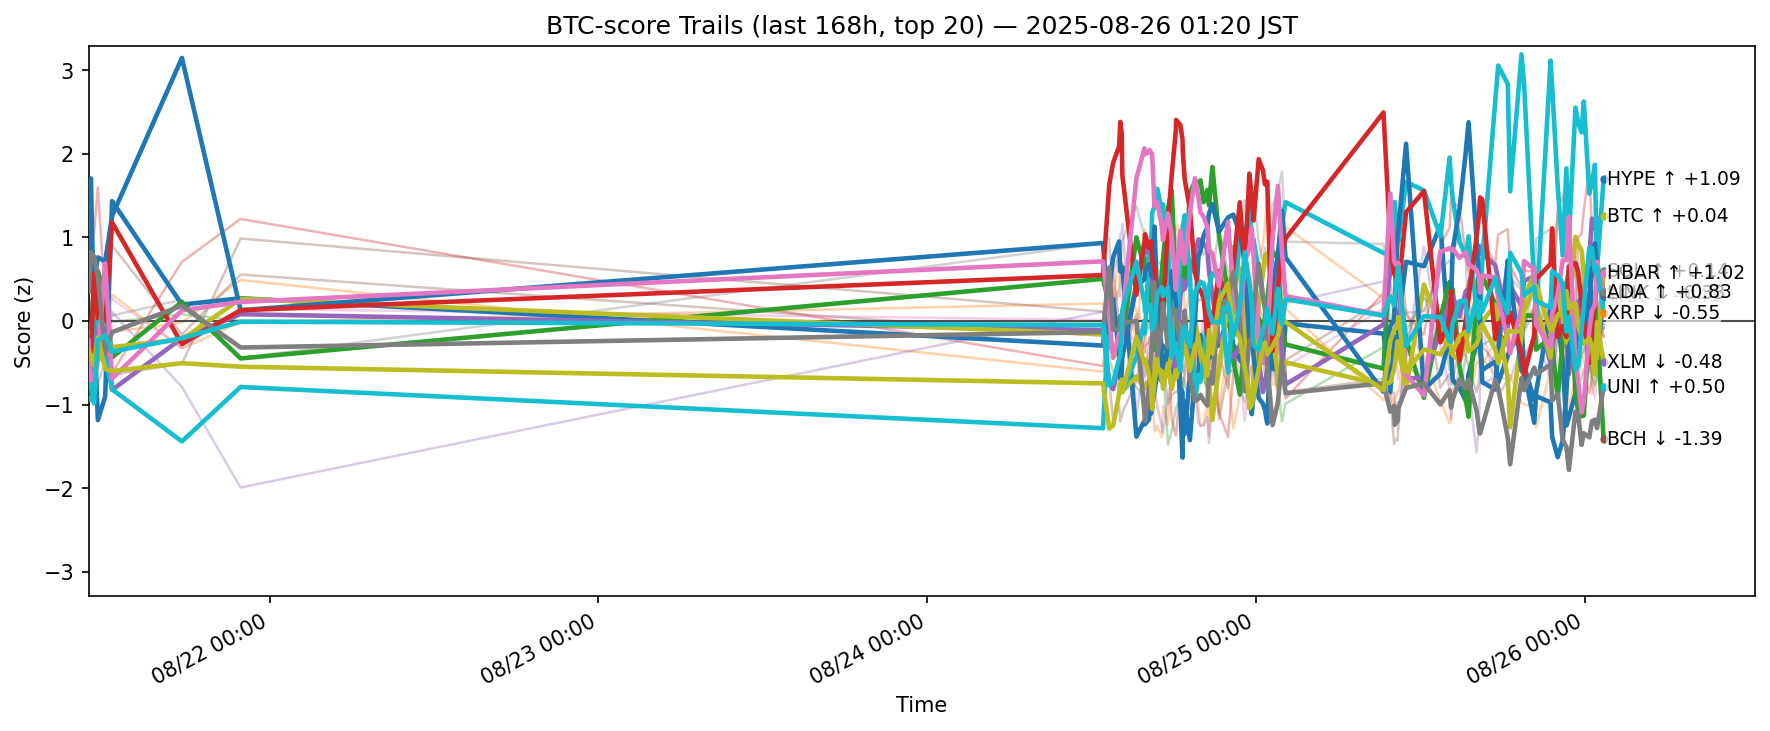 BTC-score Trails (last 168h, top 20) — 2025-08-26 01:20 JST
Score (z)
3
2
1
0
−1
−2
−3
HYPE ↑ +1.09
BTC ↑ +0.04
HBAR ↑ +1.02
ADA ↑ +0.83
XRP ↓ -0.55
XLM ↓ -0.48
UNI ↑ +0.50
BCH ↓ -1.39
08/22 00:00
08/23 00:00
08/24 00:00
08/25 00:00
08/26 00:00
Time